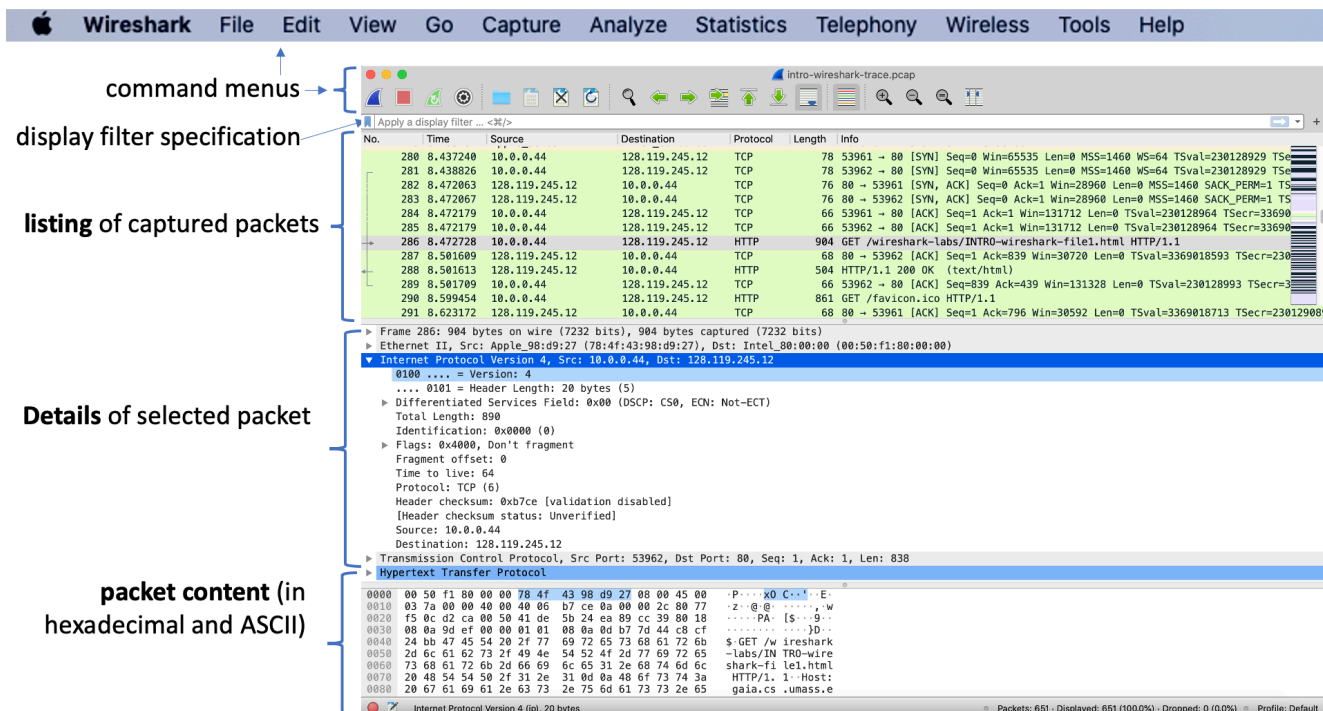 Wireshark File Edit View Go Capture Analyze Statistics Telephony Wireless Tools Help
command menus
intro-wireshark-trace.pcap
display filter specification
Apply a display filter ... <⌘/>
+
No. Time Source Destination Protocol Length Info
listing of captured packets
280 8.437240 10.0.0.44 128.119.245.12 TCP 78 53961 → 80 [SYN] Seq=0 Win=65535 Len=0 MSS=1460 WS=64 TSval=230128929 TSe
281 8.438826 10.0.0.44 128.119.245.12 TCP 78 53962 → 80 [SYN] Seq=0 Win=65535 Len=0 MSS=1460 WS=64 TSval=230128929 TSe
282 8.472063 128.119.245.12 10.0.0.44 TCP 76 80 → 53961 [SYN, ACK] Seq=0 Ack=1 Win=28960 Len=0 MSS=1460 SACK_PERM=1 TS
283 8.472067 128.119.245.12 10.0.0.44 TCP 76 80 → 53962 [SYN, ACK] Seq=0 Ack=1 Win=28960 Len=0 MSS=1460 SACK_PERM=1 TS
284 8.472179 10.0.0.44 128.119.245.12 TCP 66 53961 → 80 [ACK] Seq=1 Ack=1 Win=131712 Len=0 TSval=230128964 TSecr=33690
285 8.472179 10.0.0.44 128.119.245.12 TCP 66 53962 → 80 [ACK] Seq=1 Ack=1 Win=131712 Len=0 TSval=230128964 TSecr=33690
286 8.472728 10.0.0.44 128.119.245.12 HTTP 904 GET /wireshark-labs/INTRO-wireshark-file1.html HTTP/1.1
287 8.501609 128.119.245.12 10.0.0.44 TCP 68 80 → 53962 [ACK] Seq=1 Ack=839 Win=30720 Len=0 TSval=3369018593 TSecr=230
288 8.501613 128.119.245.12 10.0.0.44 HTTP 504 HTTP/1.1 200 OK (text/html)
289 8.501709 10.0.0.44 128.119.245.12 TCP 66 53962 → 80 [ACK] Seq=839 Ack=439 Win=131328 Len=0 TSval=230128993 TSecr=3
290 8.599454 10.0.0.44 128.119.245.12 HTTP 861 GET /favicon.ico HTTP/1.1
291 8.623172 128.119.245.12 10.0.0.44 TCP 68 80 → 53961 [ACK] Seq=1 Ack=796 Win=30592 Len=0 TSval=3369018713 TSecr=23012908
Details of selected packet
Frame 286: 904 bytes on wire (7232 bits), 904 bytes captured (7232 bits)
Ethernet II, Src: Apple_98:d9:27 (78:4f:43:98:d9:27), Dst: Intel_80:00:00 (00:50:f1:80:00:00)
Internet Protocol Version 4, Src: 10.0.0.44, Dst: 128.119.245.12
0100 .... = Version: 4
.... 0101 = Header Length: 20 bytes (5)
Differentiated Services Field: 0x00 (DSCP: CS0, ECN: Not-ECT)
Total Length: 890
Identification: 0x0000 (0)
Flags: 0x4000, Don't fragment
Fragment offset: 0
Time to live: 64
Protocol: TCP (6)
Header checksum: 0xb7ce [validation disabled]
[Header checksum status: Unverified]
Source: 10.0.0.44
Destination: 128.119.245.12
Transmission Control Protocol, Src Port: 53962, Dst Port: 80, Seq: 1, Ack: 1, Len: 838
Hypertext Transfer Protocol
packet content (in
hexadecimal and ASCII)
0000 00 50 f1 80 00 00 78 4f 43 98 d9 27 08 00 45 00 ·P····xO C··'··E·
0010 03 7a 00 00 40 00 40 06 b7 ce 0a 00 00 2c 80 77 ·z··@·@· ·····,·w
0020 f5 0c d2 ca 00 50 41 de 5b 24 ea 89 cc 39 80 18 ·····PA· [$···9··
0030 08 0a 9d ef 00 00 01 01 08 0a 0d b7 7d 44 c8 cf ········ ····}D··
0040 24 bb 47 45 54 20 2f 77 69 72 65 73 68 61 72 6b $·GET /w ireshark
0050 2d 6c 61 62 73 2f 49 4e 54 52 4f 2d 77 69 72 65 -labs/IN TRO-wire
0060 73 68 61 72 6b 2d 66 69 6c 65 31 2e 68 74 6d 6c shark-fi le1.html
0070 20 48 54 54 50 2f 31 2e 31 0d 0a 48 6f 73 74 3a HTTP/1. 1··Host:
0080 20 67 61 69 61 2e 63 73 2e 75 6d 61 73 73 2e 65 gaia.cs .umass.e
Internet Protocol Version 4 (ip), 20 bytes
Packets: 651 · Displayed: 651 (100.0%) · Dropped: 0 (0.0%)
Profile: Default